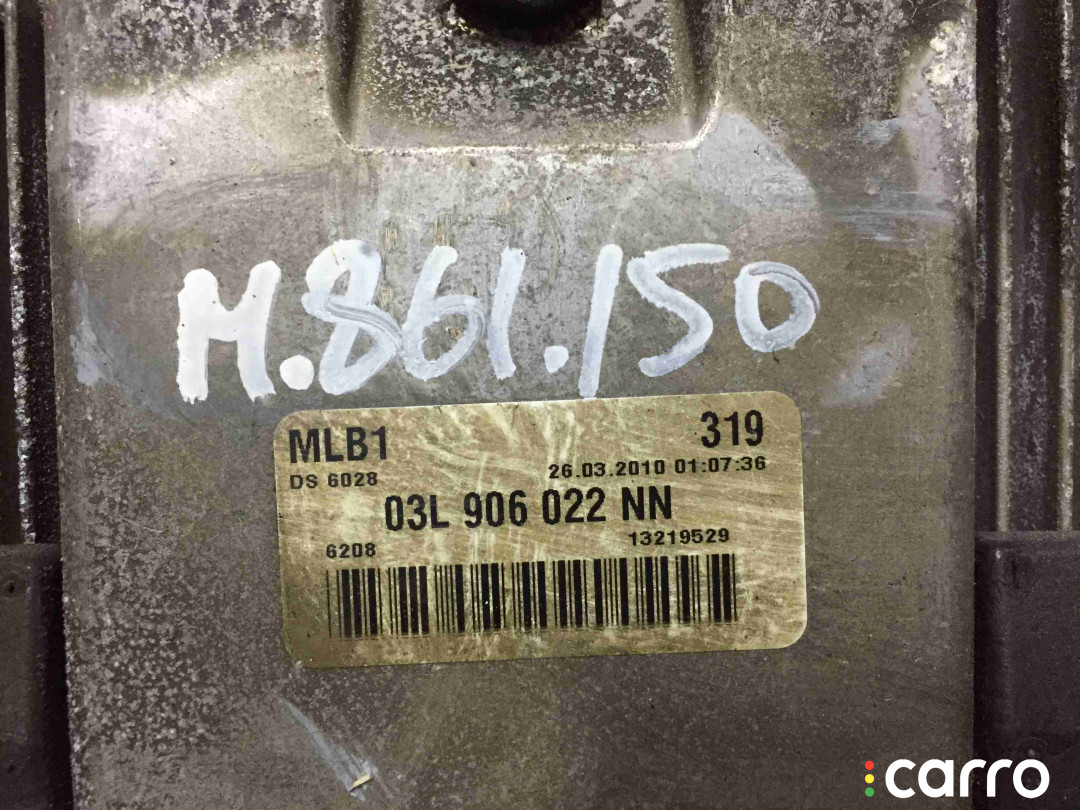 M.861.150
MLB1 319
DS 6028 26.03.2010 01:07:36
03L 906 022 NN
6208 13219529
carro